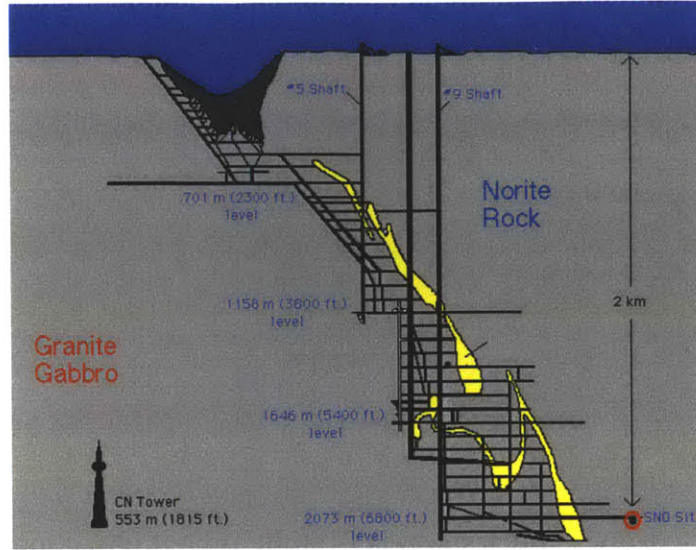 #5 Shaft
#9 Shaft
701 m (2300 ft.)
level
Norite
Rock
1158 m (3800 ft.)
level
2 km
Granite
Gabbro
1646 m (5400 ft.)
level
CN Tower
553 m (1815 ft.)
2073 m (6800 ft.)
level
SNO Sit